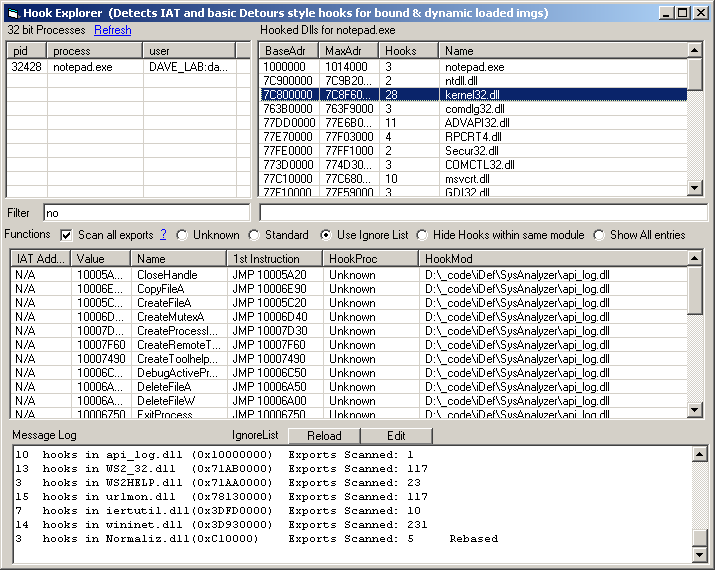 Hook Explorer (Detects IAT and basic Detours style hooks for bound & dynamic loaded imgs)
32 bit Processes Refresh
pid process user
32428 notepad.exe DAVE_LAB:da...
Hooked Dlls for notepad.exe
BaseAdr MaxAdr Hooks Name
1000000 1014000 3 notepad.exe
7C900000 7C9B20... 2 ntdll.dll
7C800000 7C8F60... 28 kernel32.dll
763B0000 763F9000 3 comdlg32.dll
77DD0000 77E6B0... 11 ADVAPI32.dll
77E70000 77F03000 4 RPCRT4.dll
77FE0000 77FF1000 2 Secur32.dll
773D0000 774D30... 3 COMCTL32.dll
77C10000 77C680... 10 msvcrt.dll
77F10000 77F59000 3 GDI32.dll
Filter no
Functions Scan all exports ? Unknown Standard Use Ignore List Hide Hooks within same module Show All entries
IAT Add... Value Name 1st Instruction HookProc HookMod
N/A 10005A... CloseHandle JMP 10005A20 Unknown D:\_code\iDef\SysAnalyzer\api_log.dll
N/A 10006E... CopyFileA JMP 10006E90 Unknown D:\_code\iDef\SysAnalyzer\api_log.dll
N/A 10005C... CreateFileA JMP 10005C20 Unknown D:\_code\iDef\SysAnalyzer\api_log.dll
N/A 10006D... CreateMutexA JMP 10006D40 Unknown D:\_code\iDef\SysAnalyzer\api_log.dll
N/A 10007D... CreateProcessI... JMP 10007D30 Unknown D:\_code\iDef\SysAnalyzer\api_log.dll
N/A 10007F60 CreateRemoteT... JMP 10007F60 Unknown D:\_code\iDef\SysAnalyzer\api_log.dll
N/A 10007490 CreateToolhelp... JMP 10007490 Unknown D:\_code\iDef\SysAnalyzer\api_log.dll
N/A 10006C... DebugActivePr... JMP 10006C50 Unknown D:\_code\iDef\SysAnalyzer\api_log.dll
N/A 10006A... DeleteFileA JMP 10006A50 Unknown D:\_code\iDef\SysAnalyzer\api_log.dll
N/A 10006A... DeleteFileW JMP 10006A00 Unknown D:\_code\iDef\SysAnalyzer\api_log.dll
N/A 10006750 ExitProcess JMP 10006750 Unknown D:\_code\iDef\SysAnalyzer\api_log.dll
Message Log IgnoreList Reload Edit
10 hooks in api_log.dll (0x10000000) Exports Scanned: 1
13 hooks in WS2_32.dll (0x71AB0000) Exports Scanned: 117
3 hooks in WS2HELP.dll (0x71AA0000) Exports Scanned: 23
15 hooks in urlmon.dll (0x78130000) Exports Scanned: 117
7 hooks in iertutil.dll(0x3DFD0000) Exports Scanned: 10
14 hooks in wininet.dll (0x3D930000) Exports Scanned: 231
3 hooks in Normaliz.dll(0xC10000) Exports Scanned: 5 Rebased